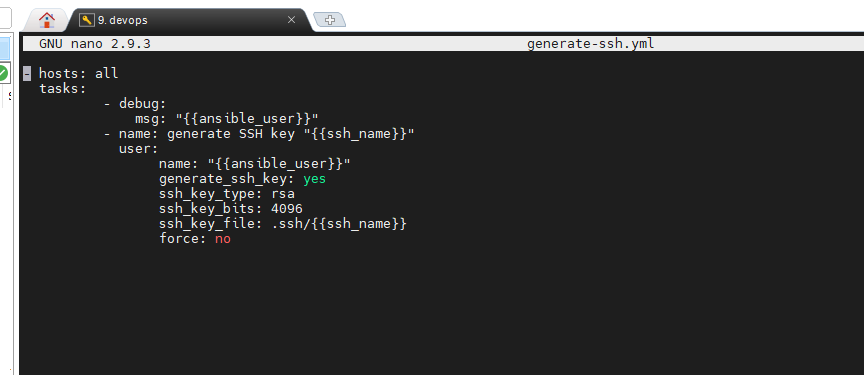 9. devops
GNU nano 2.9.3 generate-ssh.yml
- hosts: all
  tasks:
          - debug:
              msg: "{{ansible_user}}"
          - name: generate SSH key "{{ssh_name}}"
            user:
                 name: "{{ansible_user}}"
                 generate_ssh_key: yes
                 ssh_key_type: rsa
                 ssh_key_bits: 4096
                 ssh_key_file: .ssh/{{ssh_name}}
                 force: no